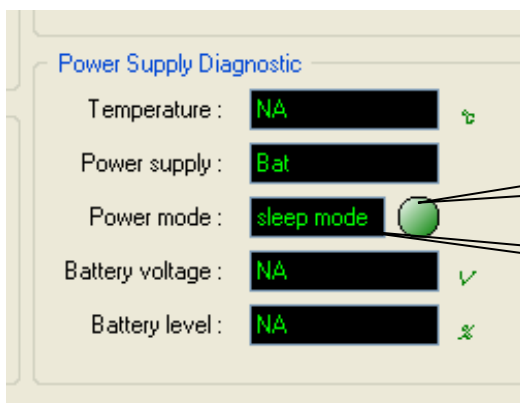 Power Supply Diagnostic
Temperature : NA °c
Power supply : Bat
Power mode : sleep mode
Battery voltage : NA V
Battery level : NA %